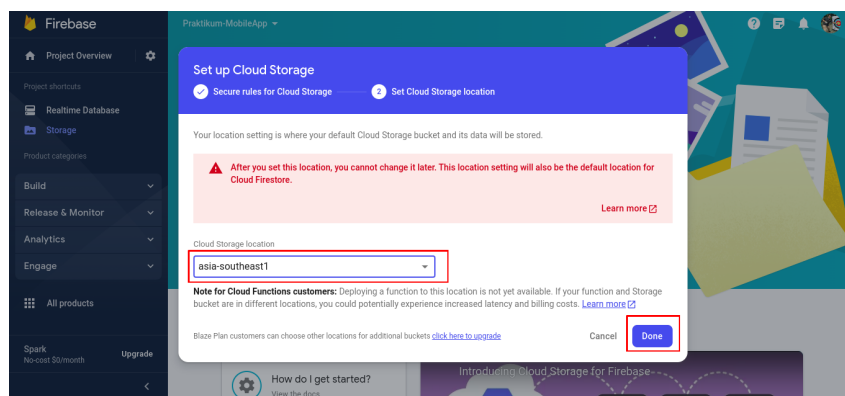 Firebase
Praktikum-MobileApp
Project Overview
Project shortcuts
Realtime Database
Storage
Product categories
Build
Release & Monitor
Analytics
Engage
All products
Spark
No-cost $0/month
Upgrade
Set up Cloud Storage
Secure rules for Cloud Storage
2 Set Cloud Storage location
Your location setting is where your default Cloud Storage bucket and its data will be stored.
After you set this location, you cannot change it later. This location setting will also be the default location for
Cloud Firestore.
Learn more
Cloud Storage location
asia-southeast1
Note for Cloud Functions customers: Deploying a function to this location is not yet available. If your function and Storage
bucket are in different locations, you could potentially experience increased latency and billing costs. Learn more
Blaze Plan customers can choose other locations for additional buckets click here to upgrade
Cancel
Done
How do I get started?
View the docs
Introducing Cloud Storage for Firebase